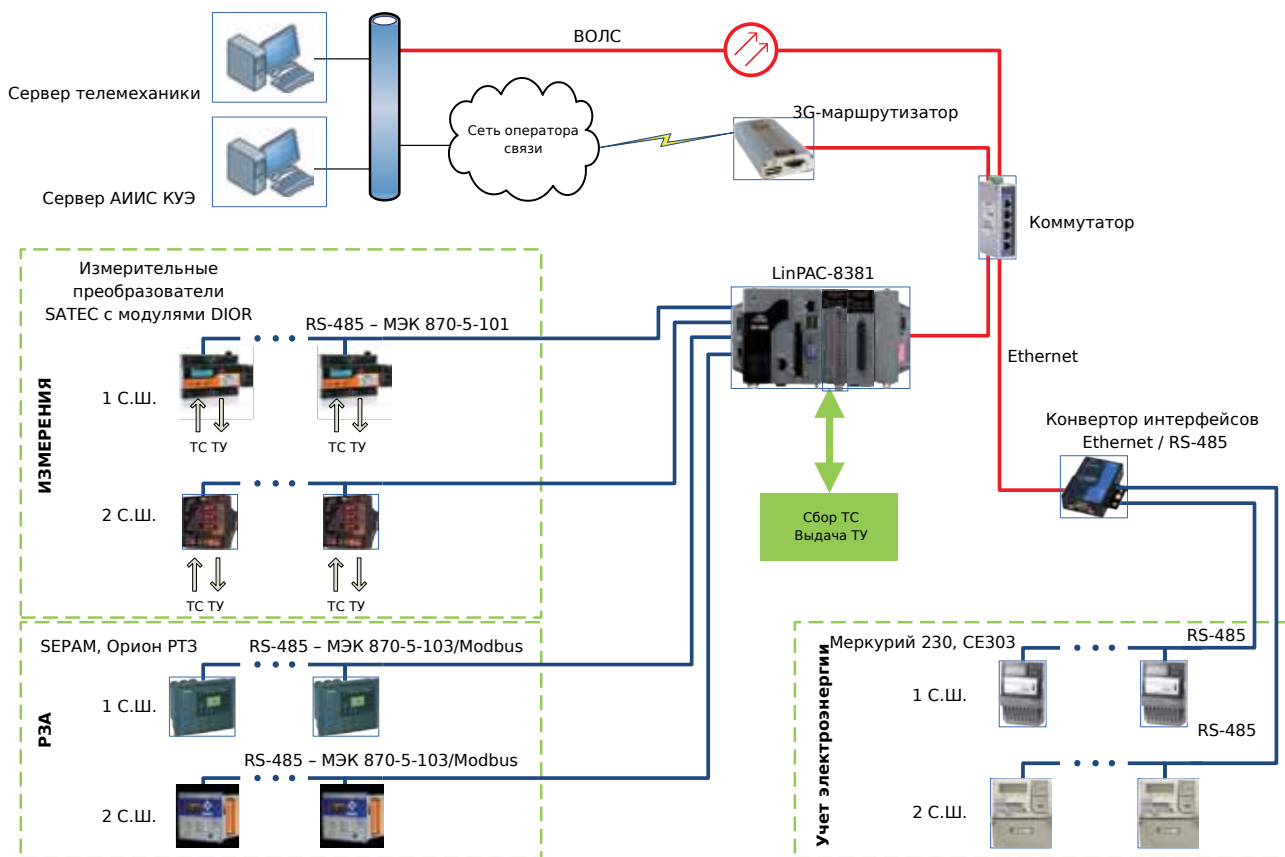 ВОЛС
Сервер телемеханики
3G-маршрутизатор
Сеть оператора
связи
Сервер АИИС КУЭ
Коммутатор
Измерительные
преобразователи
SATEC с модулями DIOR
LinPAC-8381
RS-485 – МЭК 870-5-101
Ethernet
ИЗМЕРЕНИЯ
1 С.Ш.
ТС ТУ
ТС ТУ
Конвертор интерфейсов
Ethernet / RS-485
2 С.Ш.
Сбор ТС
Выдача ТУ
ТС ТУ
ТС ТУ
SEPAM, Орион РТЗ
RS-485 – МЭК 870-5-103/Modbus
РЗА
1 С.Ш.
RS-485 – МЭК 870-5-103/Modbus
2 С.Ш.
Учет электроэнергии
Меркурий 230, СЕ303
RS-485
1 С.Ш.
RS-485
2 С.Ш.